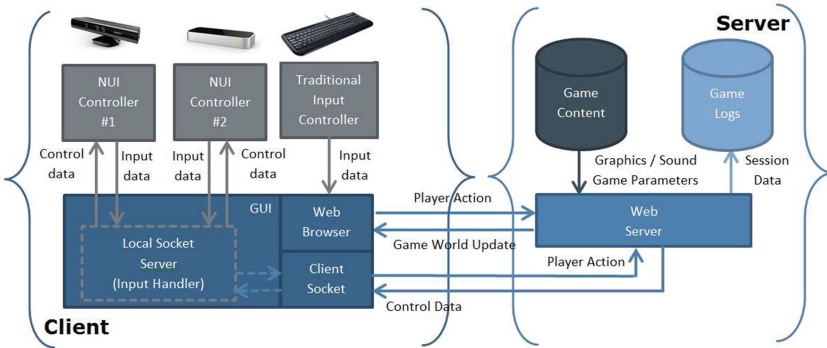 Server
NUI
Controller
#1
NUI
Controller
#2
Traditional
Input
Controller
Game
Content
Game
Logs
Control
data
Input
data
Input
data
Control
data
Input
data
Graphics / Sound
Game Parameters
Session
Data
GUI
Web
Browser
Player Action
Game World Update
Web
Server
Local Socket
Server
(Input Handler)
Client
Socket
Player Action
Control Data
Client